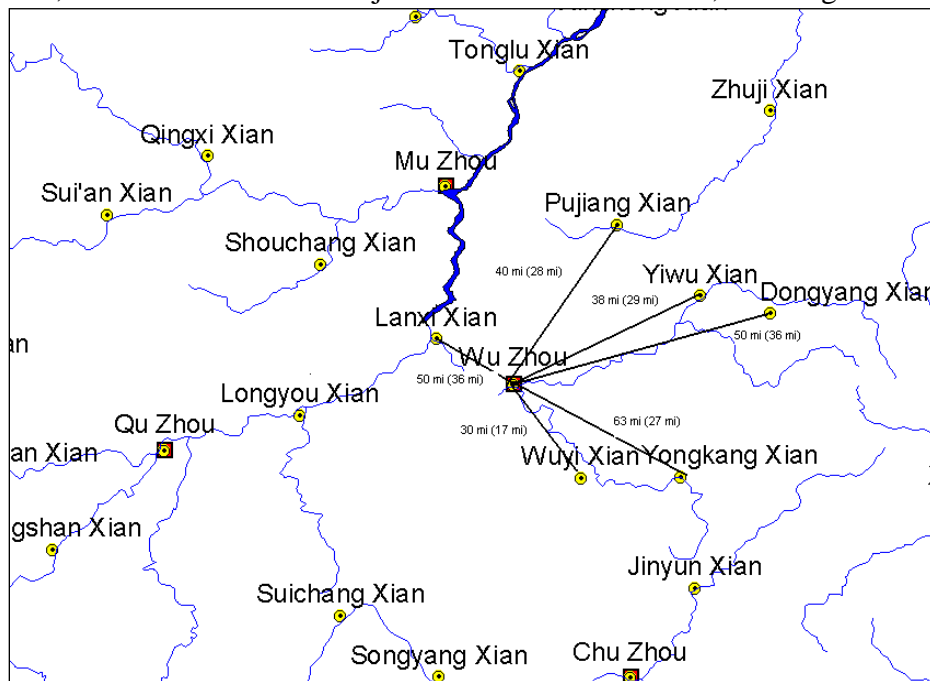 Tonglu Xian
Zhuji Xian
Qingxi Xian
Mu Zhou
Sui'an Xian
Pujiang Xian
Shouchang Xian
40 mi (28 mi)
Yiwu Xian
38 mi (29 mi)
Dongyang Xian
Lanxi Xian
50 mi (36 mi)
an
Wu Zhou
50 mi (36 mi)
Longyou Xian
63 mi (27 mi)
Qu Zhou
30 mi (17 mi)
an Xian
Wuyi Xian
Yongkang Xian
gshan Xian
Jinyun Xian
Suichang Xian
Songyang Xian
Chu Zhou